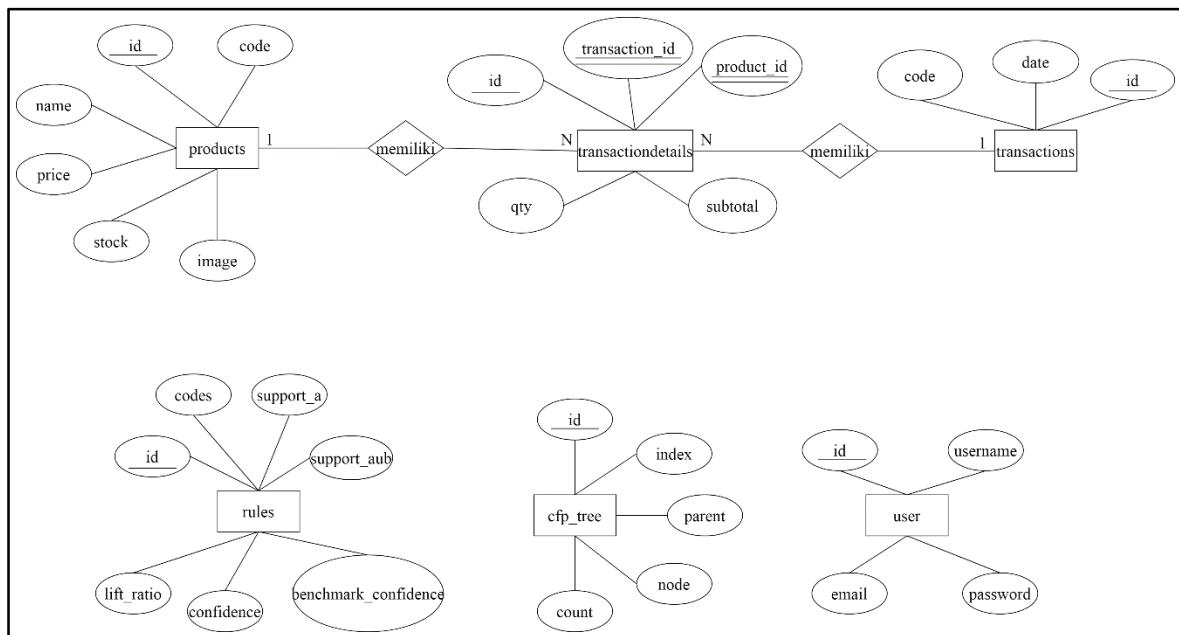 id
code
name
price
stock
image
products
1
memiliki
N
transaction_id
id
product_id
transactiondetails
qty
subtotal
N
memiliki
1
code
date
id
transactions
codes
support_a
id
support_aub
rules
lift_ratio
confidence
benchmark_confidence
id
index
cfp_tree
parent
node
count
id
username
user
email
password